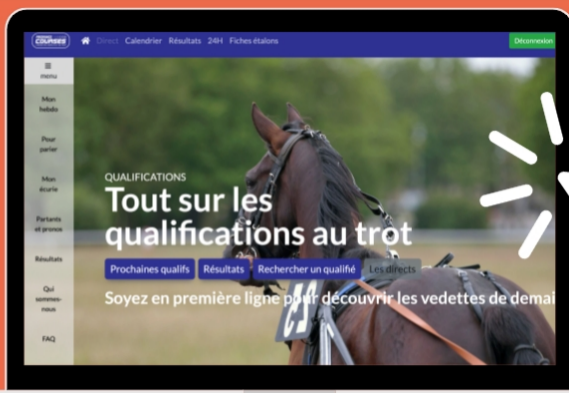 COURSES
Direct Calendrier Résultats 24H Fiches étalons
Déconnexion
menu
Mon
hebdo
Pour
parier
Mon
écurie
Partants
et pronos
Résultats
Qui
sommes-
nous
FAQ
QUALIFICATIONS
Tout sur les
qualifications au trot
Prochaines qualifs Résultats Rechercher un qualifié Les directs
Soyez en première ligne pour découvrir les vedettes de demai